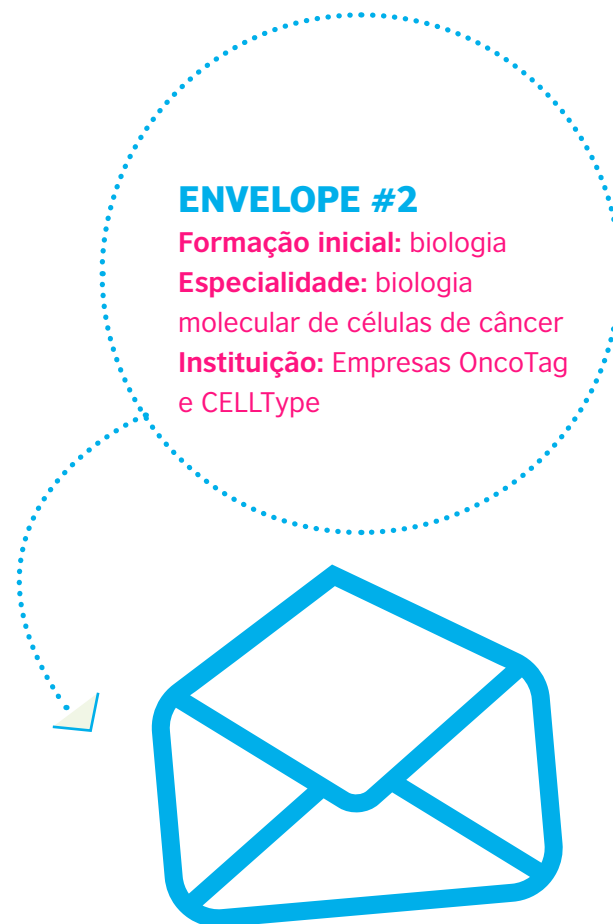 ENVELOPE #2
Formação inicial: biologia
Especialidade: biologia
molecular de células de câncer
Instituição: Empresas OncoTag
e CELLType